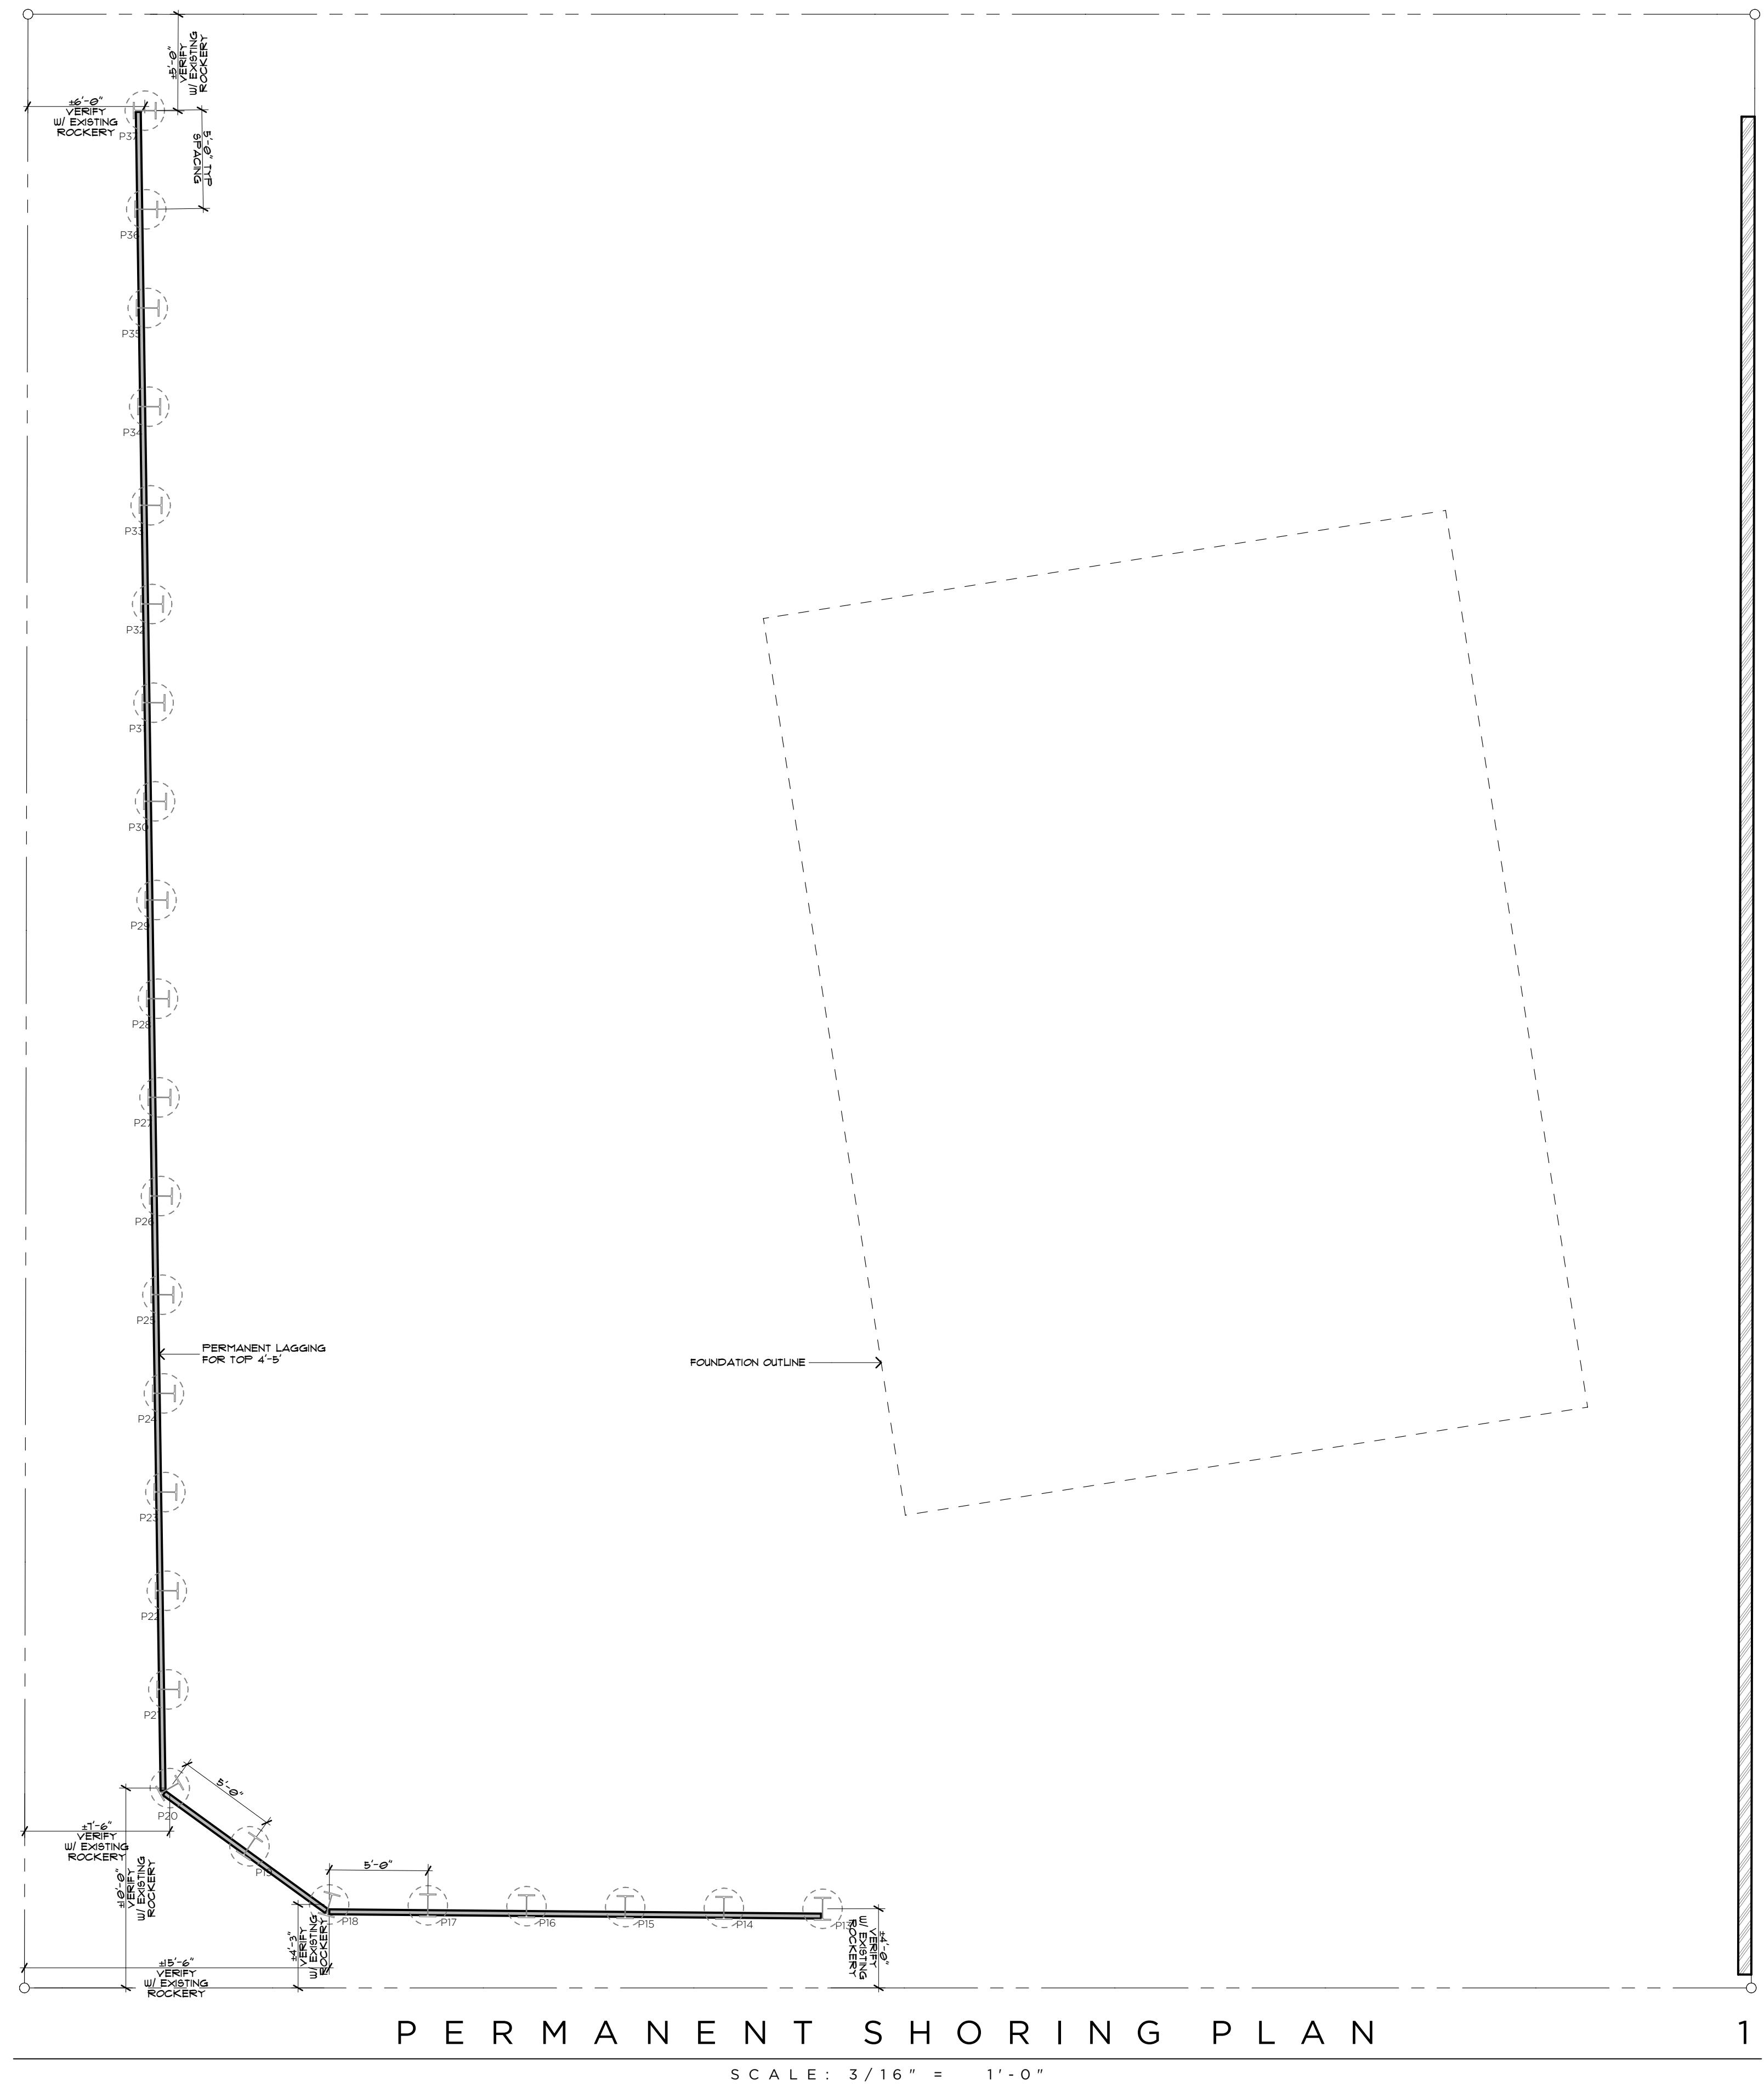 ±5'-0"
VERIFY
W/ EXISTING
ROCKERY
±6'-0"
VERIFY
W/ EXISTING
ROCKERY
P37
5'-0" TYP
SPACING
P36
P35
P34
P33
P32
P31
P30
P29
P28
P27
P26
P25
PERMANENT LAGGING
FOR TOP 4'-5'
FOUNDATION OUTLINE
P24
P23
P22
P21
P20
5'-0"
±7'-6"
VERIFY
W/ EXISTING
ROCKERY
P19
±10'-0"
VERIFY
W/ EXISTING
ROCKERY
5'-0"
P18
P17
P16
P15
P14
P13
±4'-3"
VERIFY
W/ EXISTING
ROCKERY
±4'-0"
VERIFY
W/ EXISTING
ROCKERY
±15'-6"
VERIFY
W/ EXISTING
ROCKERY
PERMANENT SHORING PLAN
1
SCALE: 3/16" = 1'-0"